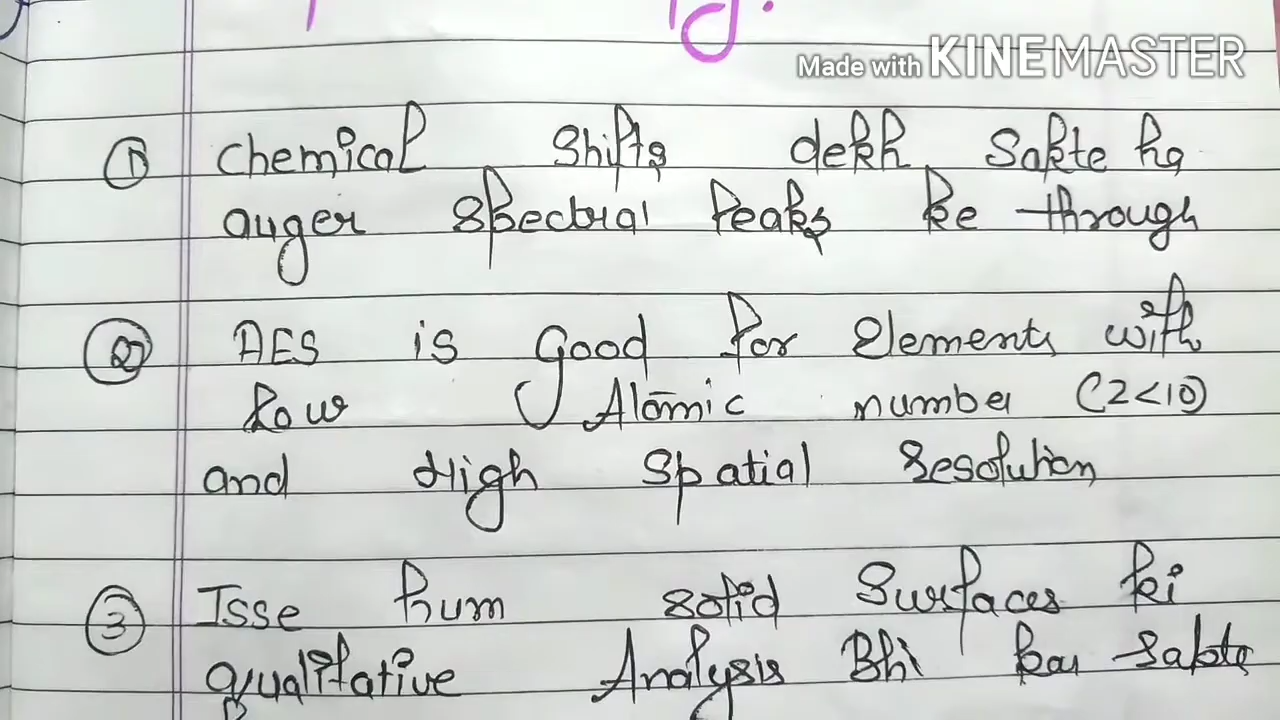 Made with KINEMASTER
① Chemical Shifts dekh Sakte ha
auger Spectral Peaks ke through
② AES is good for Elements with
low Atomic number (Z<10)
and High Spatial resolution
③ Isse hum solid Surfaces ki
qualitative Analysis Bhi kar Sakte